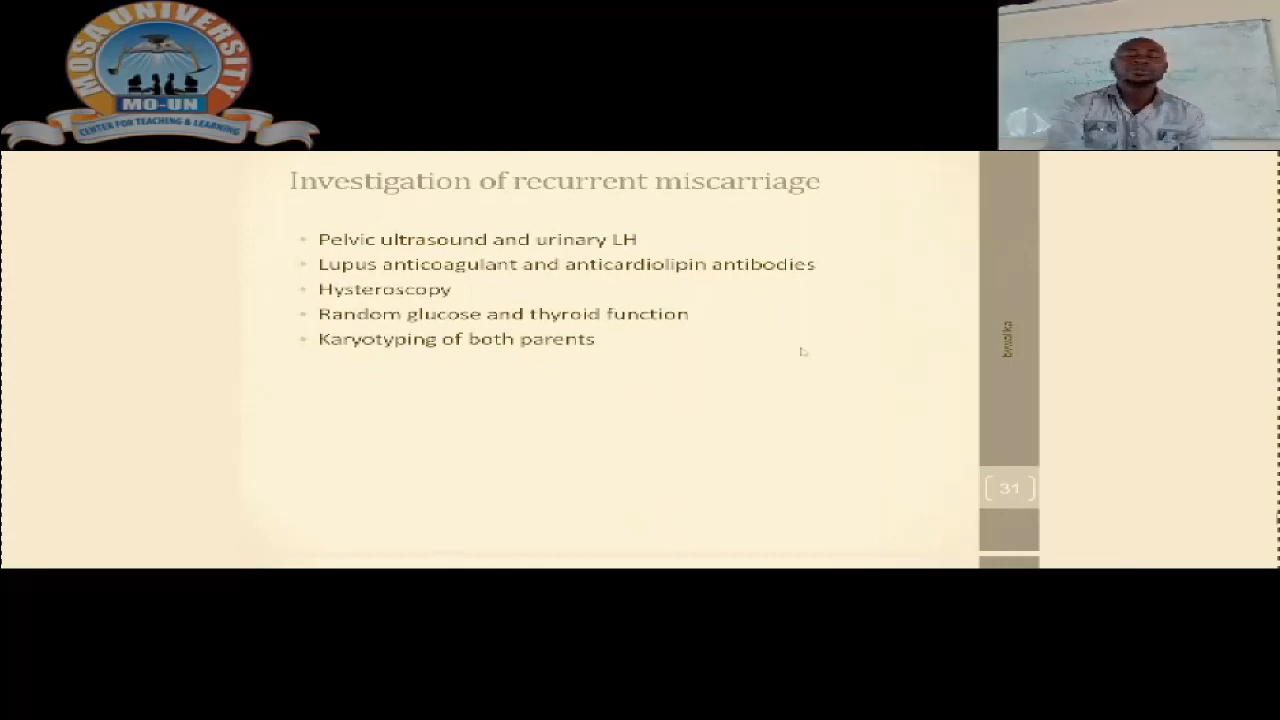 MOSA UNIVERSITY
MO-UN
CENTER FOR TEACHING & LEARNING
Investigation of recurrent miscarriage
• Pelvic ultrasound and urinary LH
• Lupus anticoagulant and anticardiolipin antibodies
• Hysteroscopy
• Random glucose and thyroid function
• Karyotyping of both parents
bwalika
31